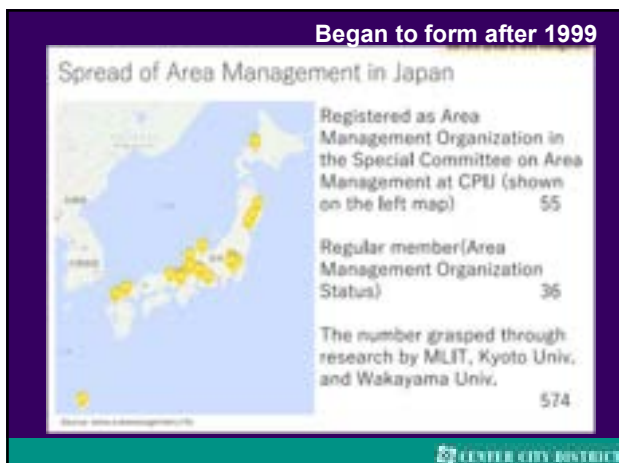 Began to form after 1999
Spread of Area Management in Japan
Registered as Area
Management Organization in
the Special Committee on Area
Management at CPIJ (shown
on the left map) 55
Regular member(Area
Management Organization
Status) 36
The number grasped through
research by MLIT, Kyoto Univ.
and Wakayama Univ.
574
CENTER CITY DISTRICT